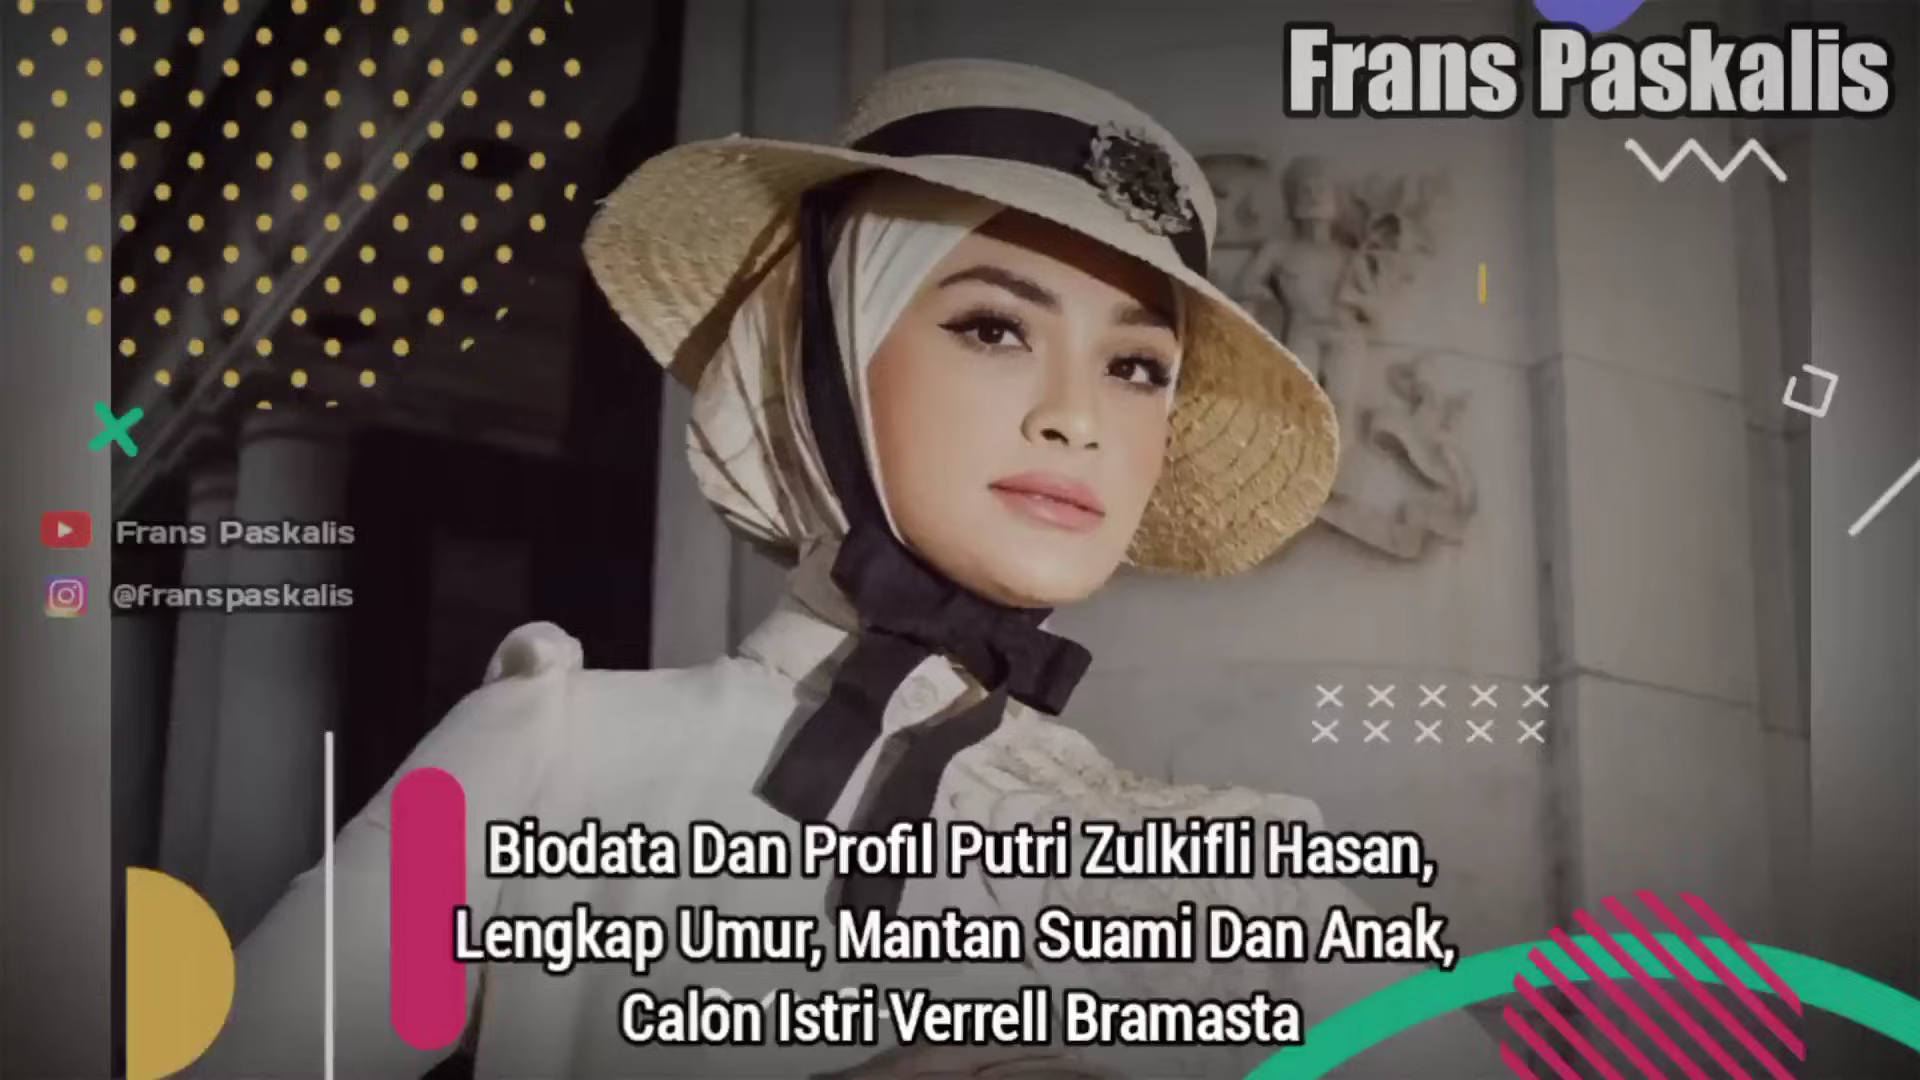 Frans Paskalis
Frans Paskalis
@franspaskalis
Biodata Dan Profil Putri Zulkifli Hasan,
Lengkap Umur, Mantan Suami Dan Anak,
Calon Istri Verrell Bramasta